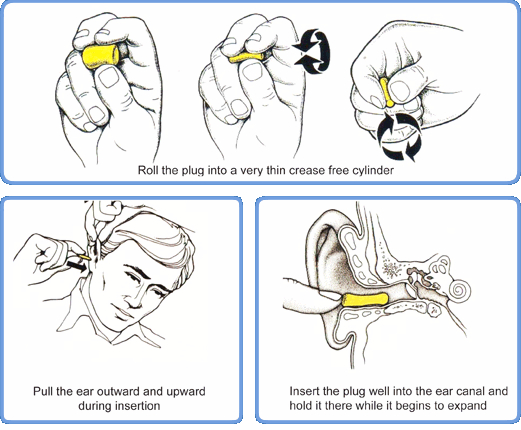 Roll the plug into a very thin crease free cylinder
Pull the ear outward and upward
during insertion
Insert the plug well into the ear canal and
hold it there while it begins to expand